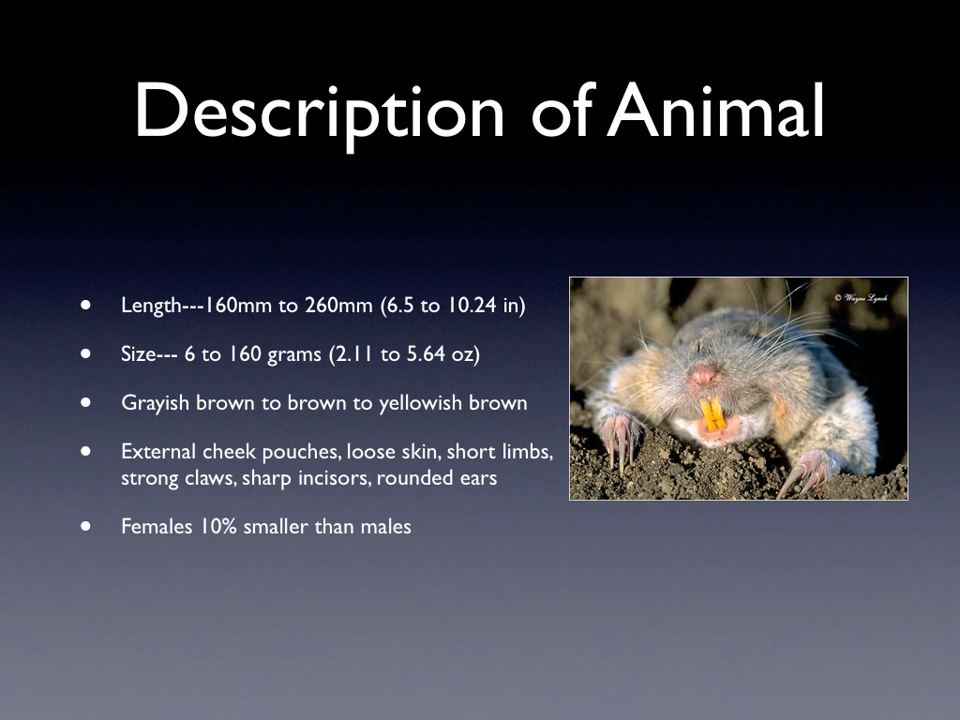 Description of Animal
• Length---160mm to 260mm (6.5 to 10.24 in)
• Size--- 6 to 160 grams (2.11 to 5.64 oz)
• Grayish brown to brown to yellowish brown
• External cheek pouches, loose skin, short limbs,
strong claws, sharp incisors, rounded ears
• Females 10% smaller than males
© Wayne Lynch